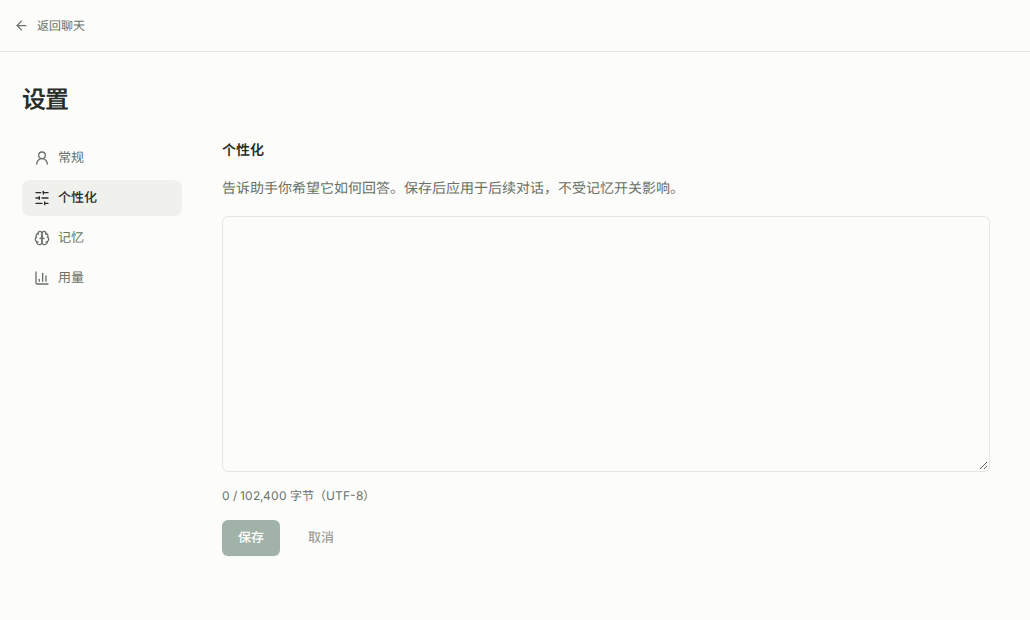 返回聊天
设置
常规
个性化
记忆
用量
个性化
告诉助手你希望它如何回答。保存后应用于后续对话，不受记忆开关影响。
0 / 102,400 字节（UTF-8）
保存
取消